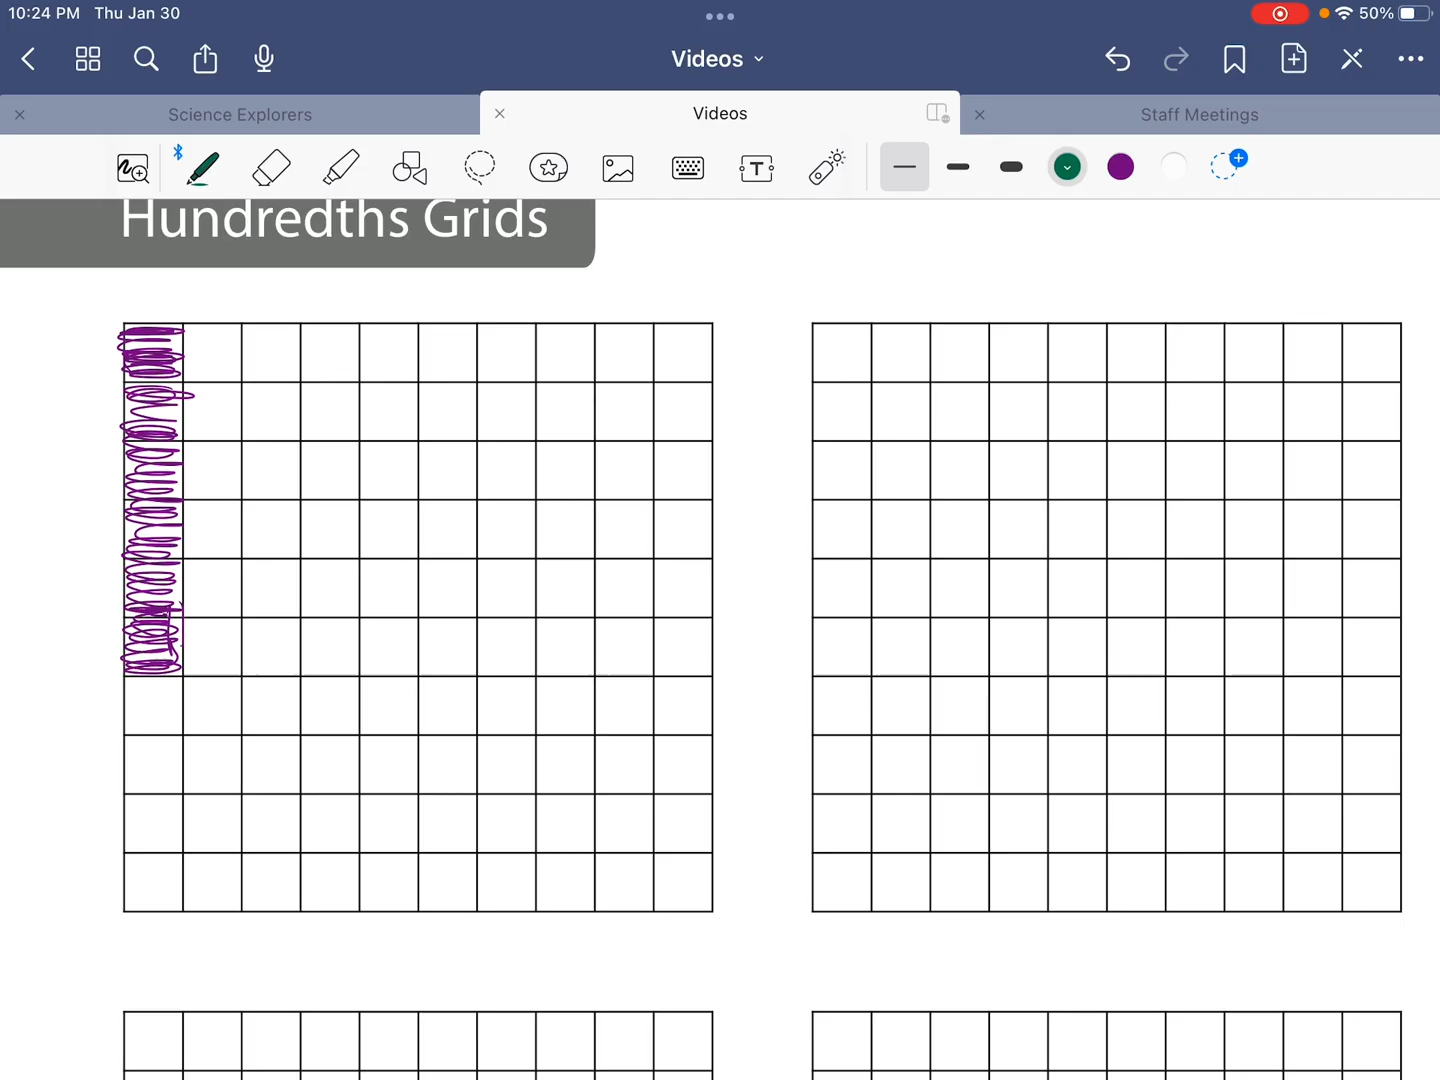 10:24 PM Thu Jan 30
50%
Videos
Science Explorers
Videos
Staff Meetings
T
Hundredths Grids